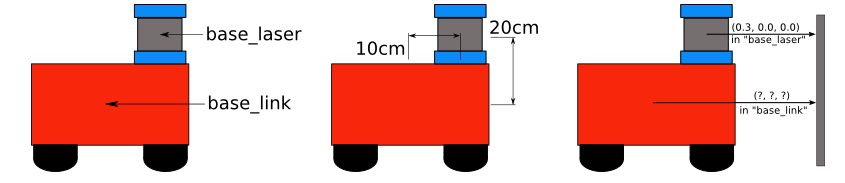 base_laser
base_link
10cm
20cm
(0.3, 0.0, 0.0)
in "base_laser"
(?, ?, ?)
in "base_link"